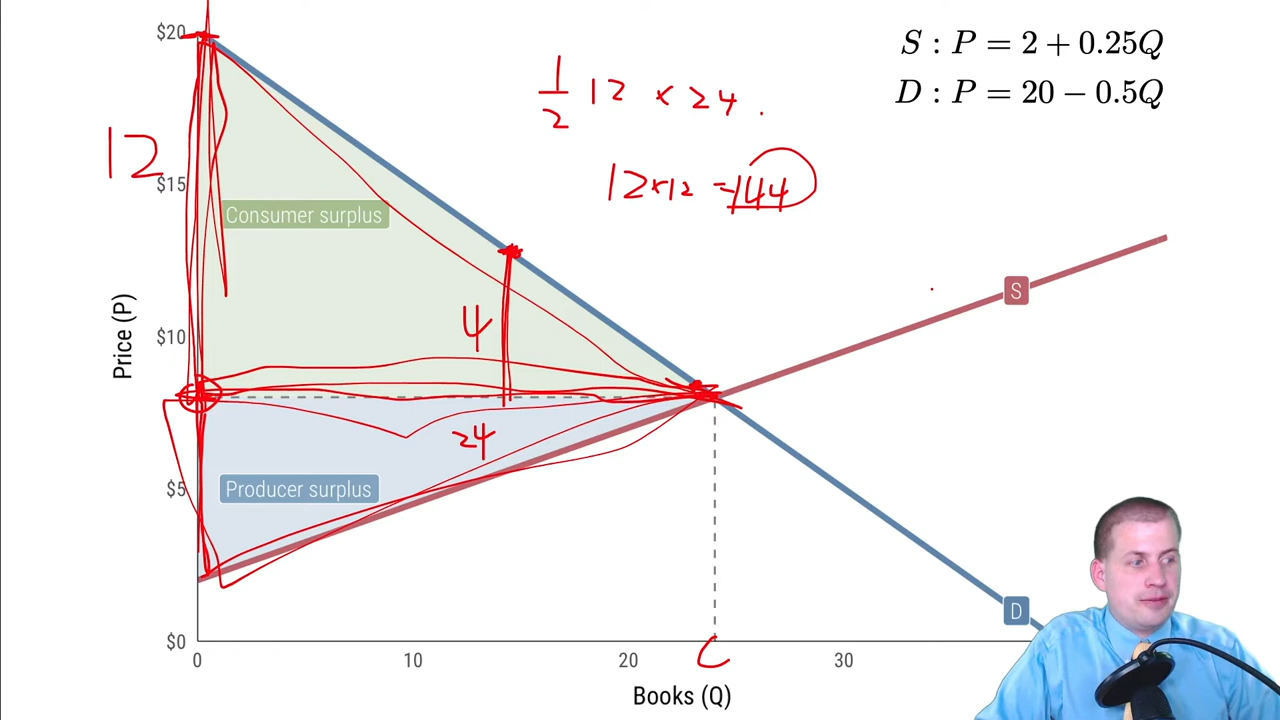 $20
$15
$10
$5
$0
Price (P)
0
10
20
30
Books (Q)
Consumer surplus
Producer surplus
S
D
S : P = 2 + 0.25Q
D : P = 20 − 0.5Q
12
1/2 12 × 24
12×12 = 144
4
24